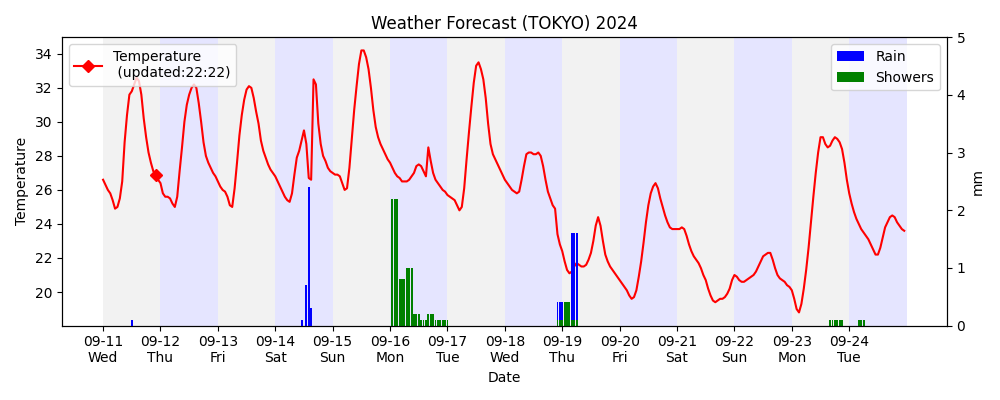 Weather Forecast (TOKYO) 2024
Temperature
(updated:22:22)
Rain
Showers
34
32
30
28
26
24
22
20
Temperature
5
4
3
2
1
0
mm
09-11 09-12 09-13 09-14 09-15 09-16 09-17 09-18 09-19 09-20 09-21 09-22 09-23 09-24
Wed Thu Fri Sat Sun Mon Tue Wed Thu Fri Sat Sun Mon Tue
Date